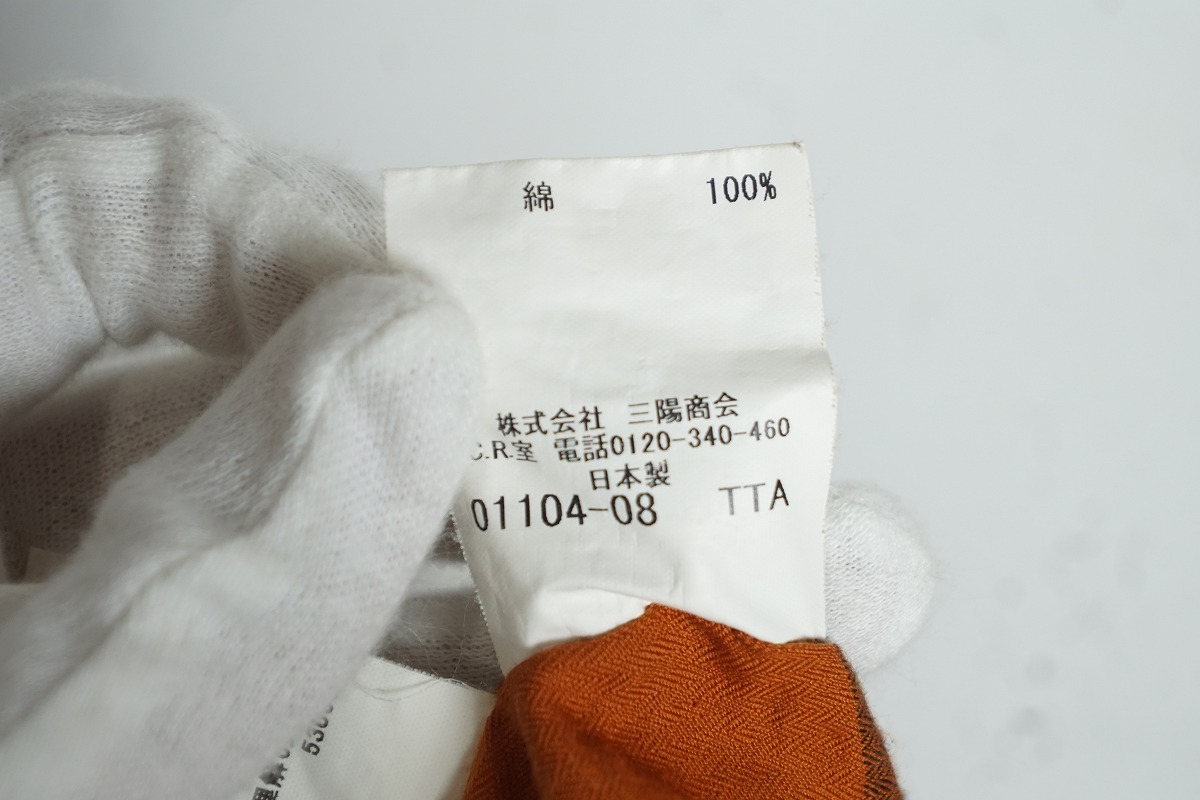 綿 100%
株式会社 三陽商会
C.R.室 電話0120-340-460
日本製
01104-08 TTA